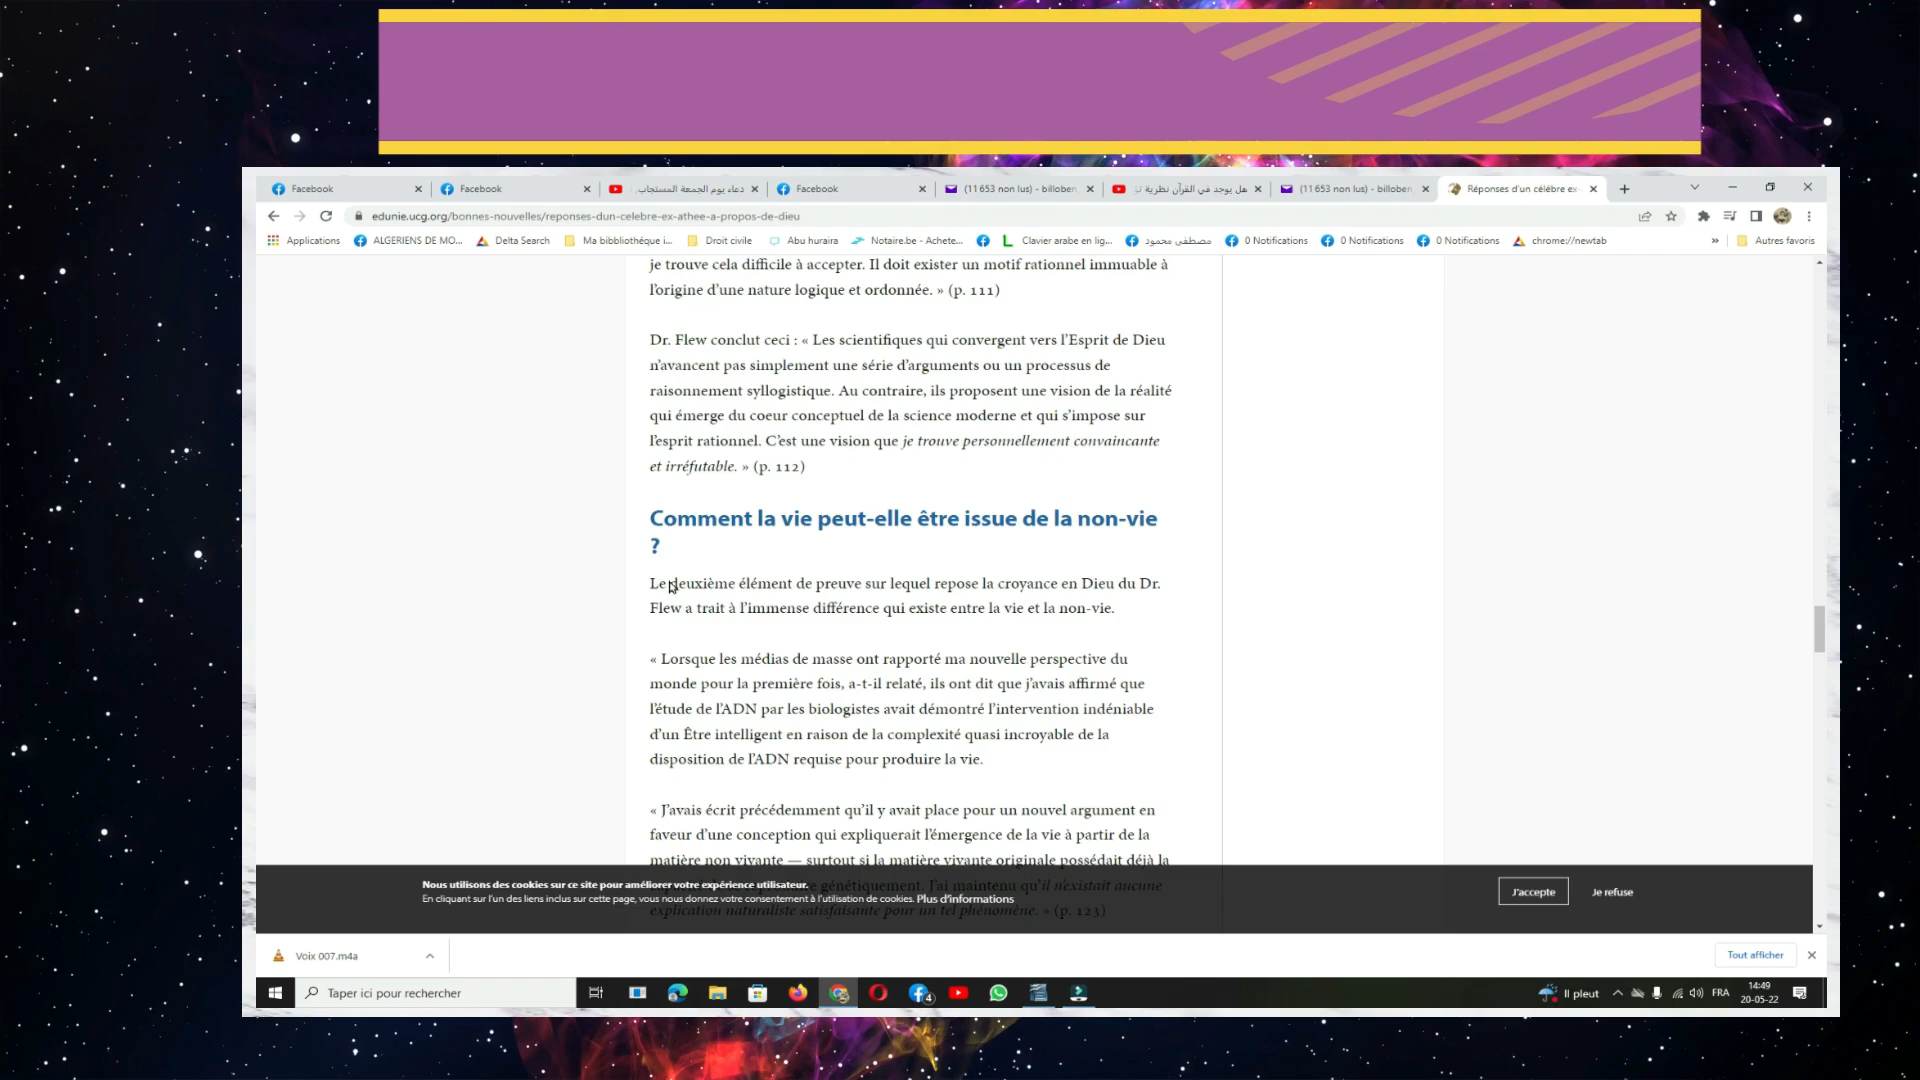 Facebook
Facebook
دعاء يوم الجمعة المستجاب
Facebook
(11 653 non lus) - billoben
هل يوجد في القرآن نظرية
(11 653 non lus) - billoben
Réponses d'un célèbre ex
edunie.ucg.org/bonnes-nouvelles/reponses-dun-celebre-ex-athee-a-propos-de-dieu
Applications
ALGERIENS DE MO...
Delta Search
Ma bibbliothéque i...
Droit civile
Abu huraira
Notaire.be - Achete...
Clavier arabe en lig...
مصطفى محمود
0 Notifications
0 Notifications
0 Notifications
chrome://newtab
»
Autres favoris
je trouve cela difficile à accepter. Il doit exister un motif rationnel immuable à
l'origine d'une nature logique et ordonnée. » (p. 111)
Dr. Flew conclut ceci : « Les scientifiques qui convergent vers l'Esprit de Dieu
n'avancent pas simplement une série d'arguments ou un processus de
raisonnement syllogistique. Au contraire, ils proposent une vision de la réalité
qui émerge du coeur conceptuel de la science moderne et qui s'impose sur
l'esprit rationnel. C'est une vision que je trouve personnellement convaincante
et irréfutable. » (p. 112)
Comment la vie peut-elle être issue de la non-vie
?
Le deuxième élément de preuve sur lequel repose la croyance en Dieu du Dr.
Flew a trait à l'immense différence qui existe entre la vie et la non-vie.
« Lorsque les médias de masse ont rapporté ma nouvelle perspective du
monde pour la première fois, a-t-il relaté, ils ont dit que j'avais affirmé que
l'étude de l'ADN par les biologistes avait démontré l'intervention indéniable
d'un Être intelligent en raison de la complexité quasi incroyable de la
disposition de l'ADN requise pour produire la vie.
« J'avais écrit précédemment qu'il y avait place pour un nouvel argument en
faveur d'une conception qui expliquerait l'émergence de la vie à partir de la
matière non vivante — surtout si la matière vivante originale possédait déjà la
génétiquement. J'ai maintenu qu'il n'existait aucune
explication naturaliste satisfaisante pour un tel phénomène. » (p. 123)
Nous utilisons des cookies sur ce site pour améliorer votre expérience utilisateur.
En cliquant sur l'un des liens inclus sur cette page, vous nous donnez votre consentement à l'utilisation de cookies. Plus d'informations
J'accepte
Je refuse
Voix 007.m4a
Tout afficher
Taper ici pour rechercher
4
Il pleut
FRA
14:49
20-05-22